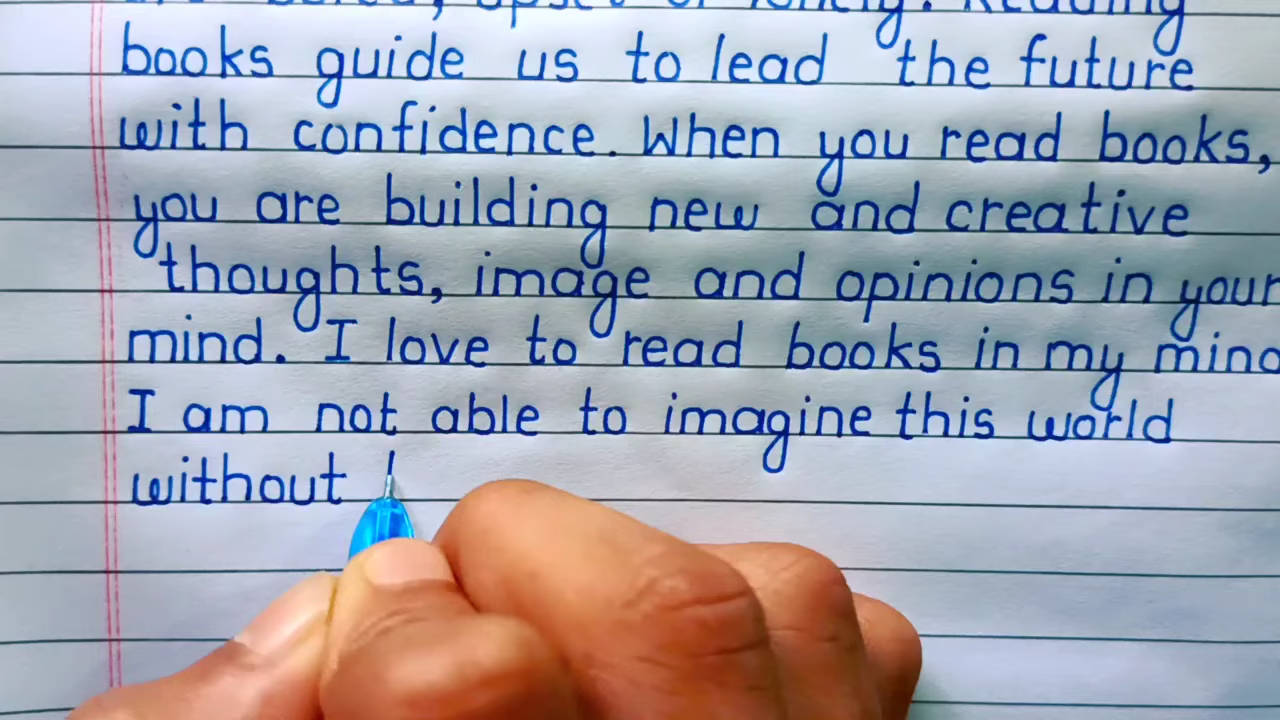 books guide us to lead the future
with confidence. When you read books,
you are building new and creative
thoughts, image and opinions in your
mind. I love to read books in my mind
I am not able to imagine this world
without